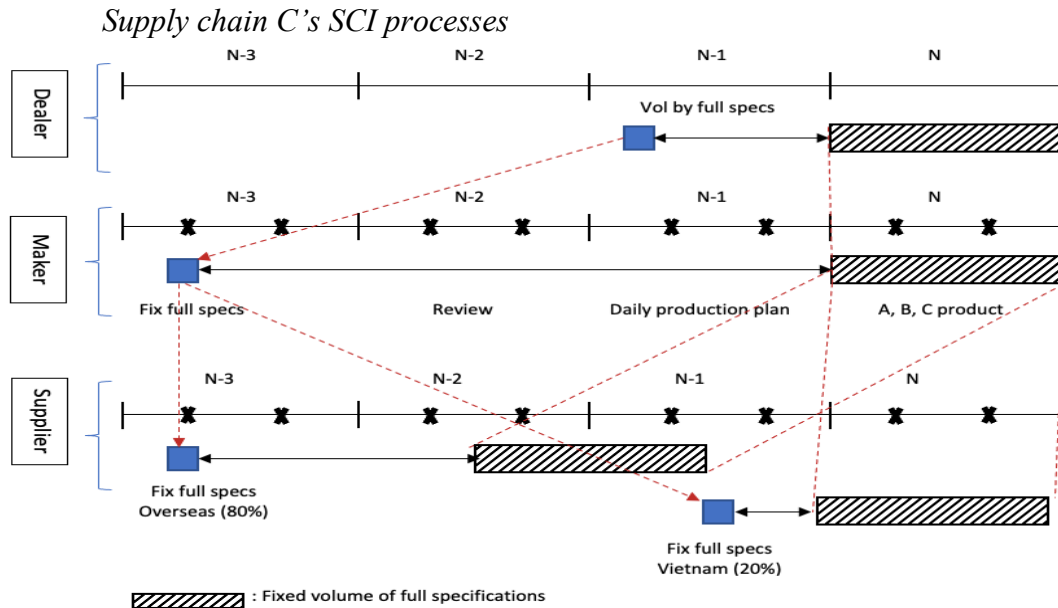 Supply chain C’s SCI processes
N-3 N-2 N-1 N
Dealer
Vol by full specs
N-3 N-2 N-1 N
Maker
Fix full specs Review Daily production plan A, B, C product
N-3 N-2 N-1 N
Supplier
Fix full specs
Overseas (80%)
Fix full specs
Vietnam (20%)
: Fixed volume of full specifications